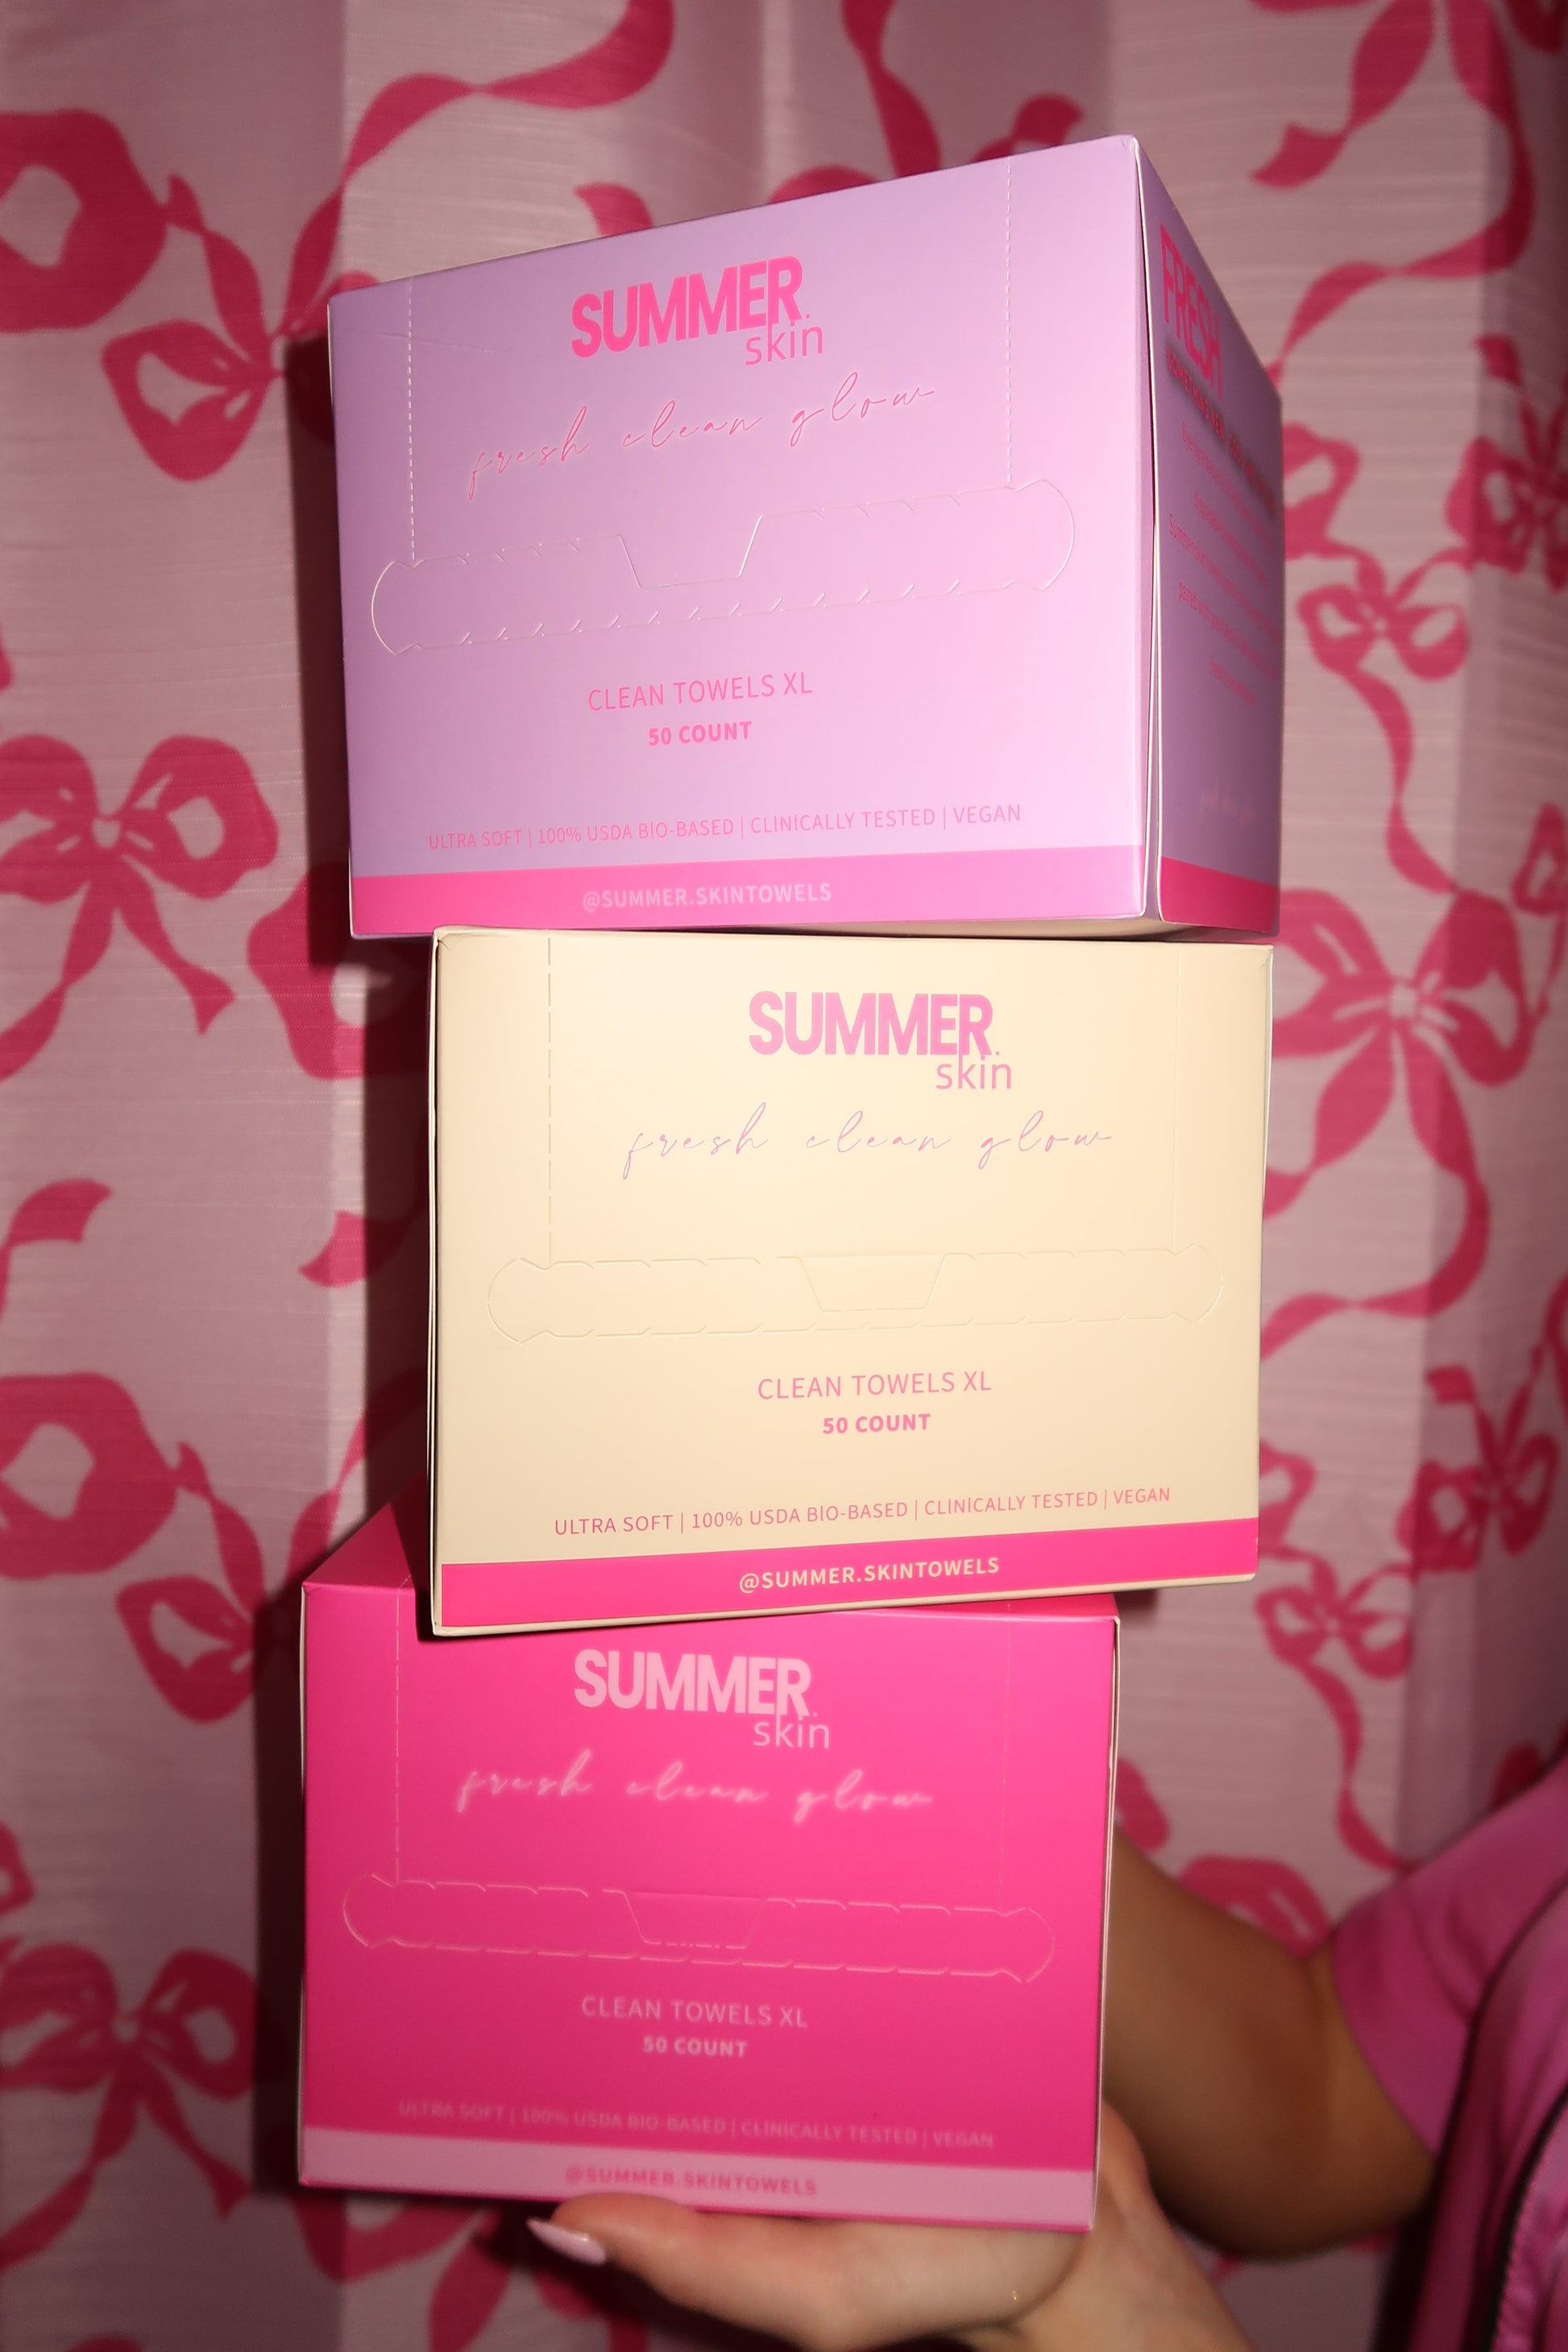 SUMMER.
skin
fresh clean glow
CLEAN TOWELS XL
50 COUNT
ULTRA SOFT | 100% USDA BIO-BASED | CLINICALLY TESTED | VEGAN
@SUMMER.SKINTOWELS
FRESH
SUMMER.
skin
fresh clean glow
CLEAN TOWELS XL
50 COUNT
ULTRA SOFT | 100% USDA BIO-BASED | CLINICALLY TESTED | VEGAN
@SUMMER.SKINTOWELS
SUMMER.
skin
fresh clean glow
CLEAN TOWELS XL
50 COUNT
ULTRA SOFT | 100% USDA BIO-BASED | CLINICALLY TESTED | VEGAN
@SUMMER.SKINTOWELS